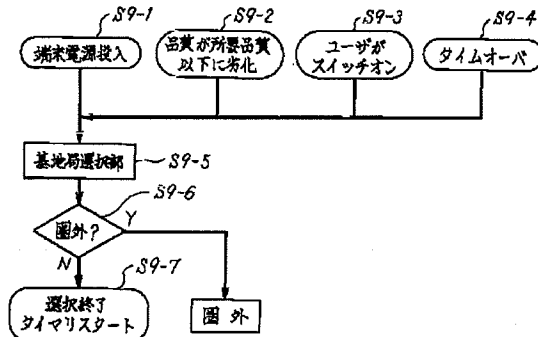 S9-1
端末電源投入
S9-2
品質が所要品質
以下に劣化
S9-3
ユーザが
スイッチオン
S9-4
タイムオーバ
基地局選択部
S9-5
S9-6
圏外?
Y
N
S9-7
選択終了
タイマリスタート
圏外